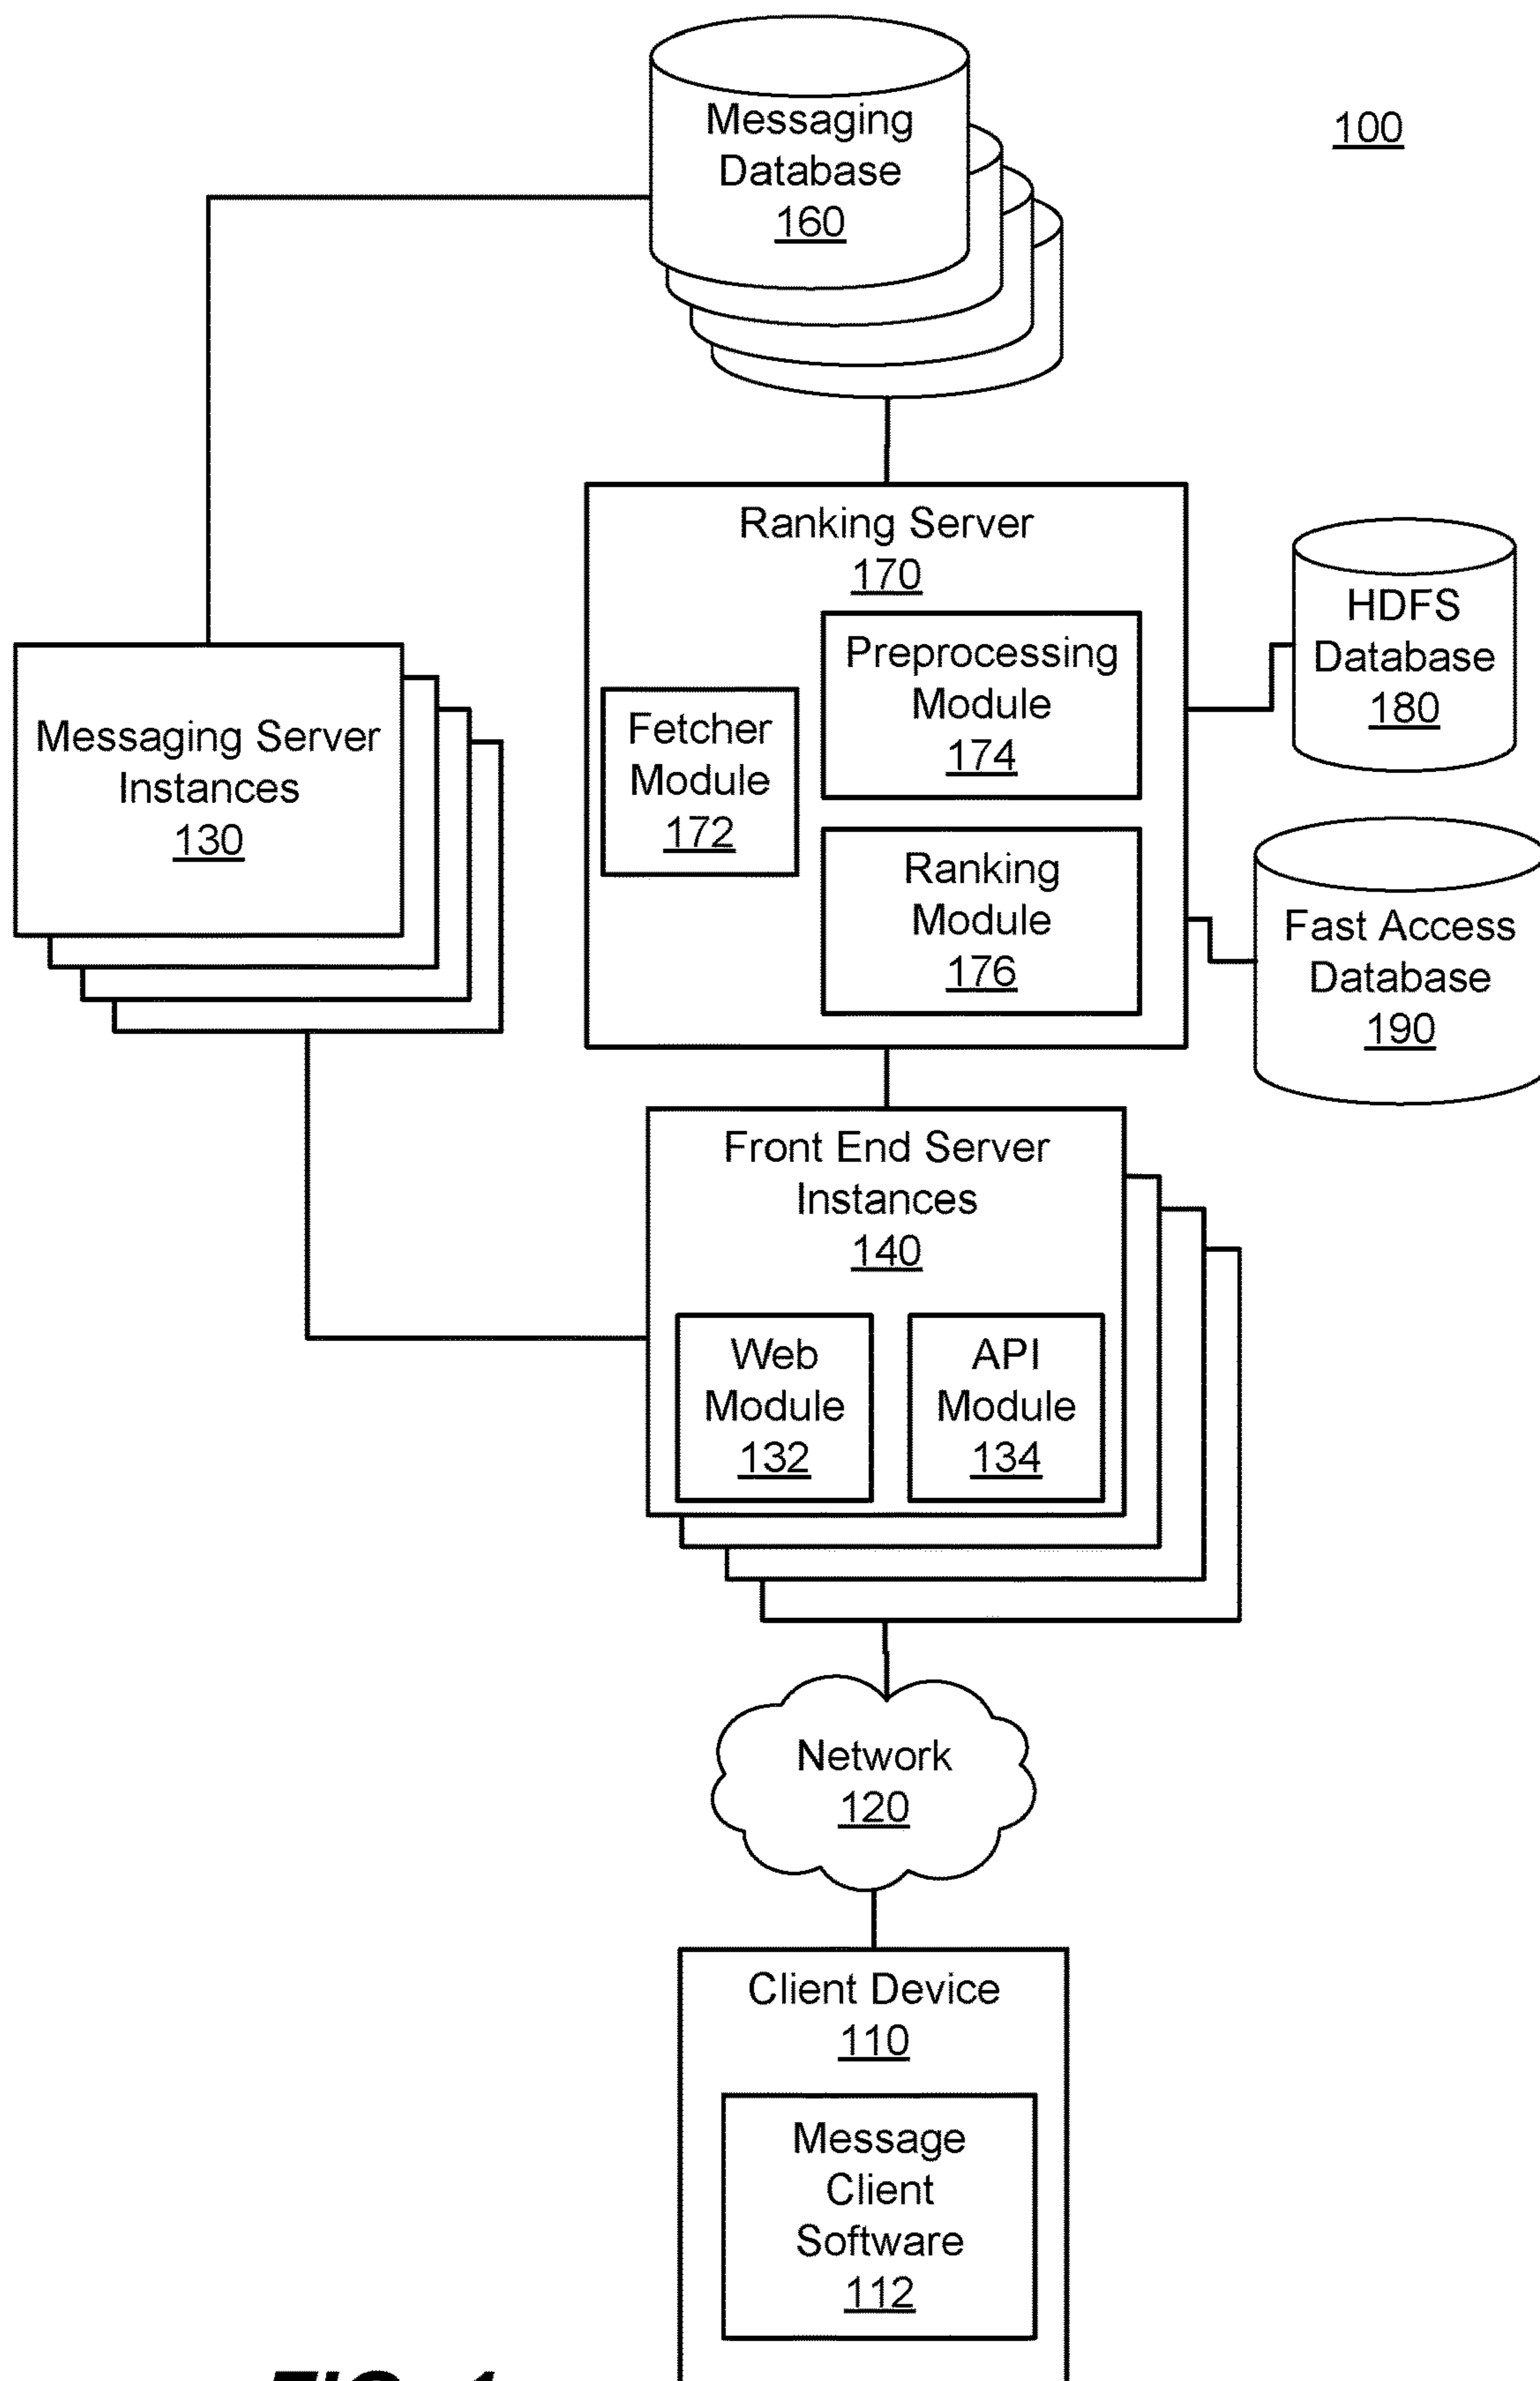 Messaging
Database
160
100
Ranking Server
170
Preprocessing
Module
174
Fetcher
Module
172
Ranking
Module
176
HDFS
Database
180
Fast Access
Database
190
Messaging Server
Instances
130
Front End Server
Instances
140
Web
Module
132
API
Module
134
Network
120
Client Device
110
Message
Client
Software
112